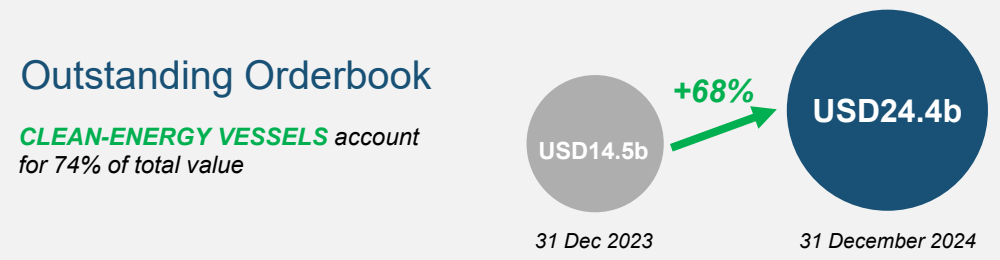 Outstanding Orderbook
CLEAN-ENERGY VESSELS account
for 74% of total value
+68%
USD14.5b
USD24.4b
31 Dec 2023
31 December 2024